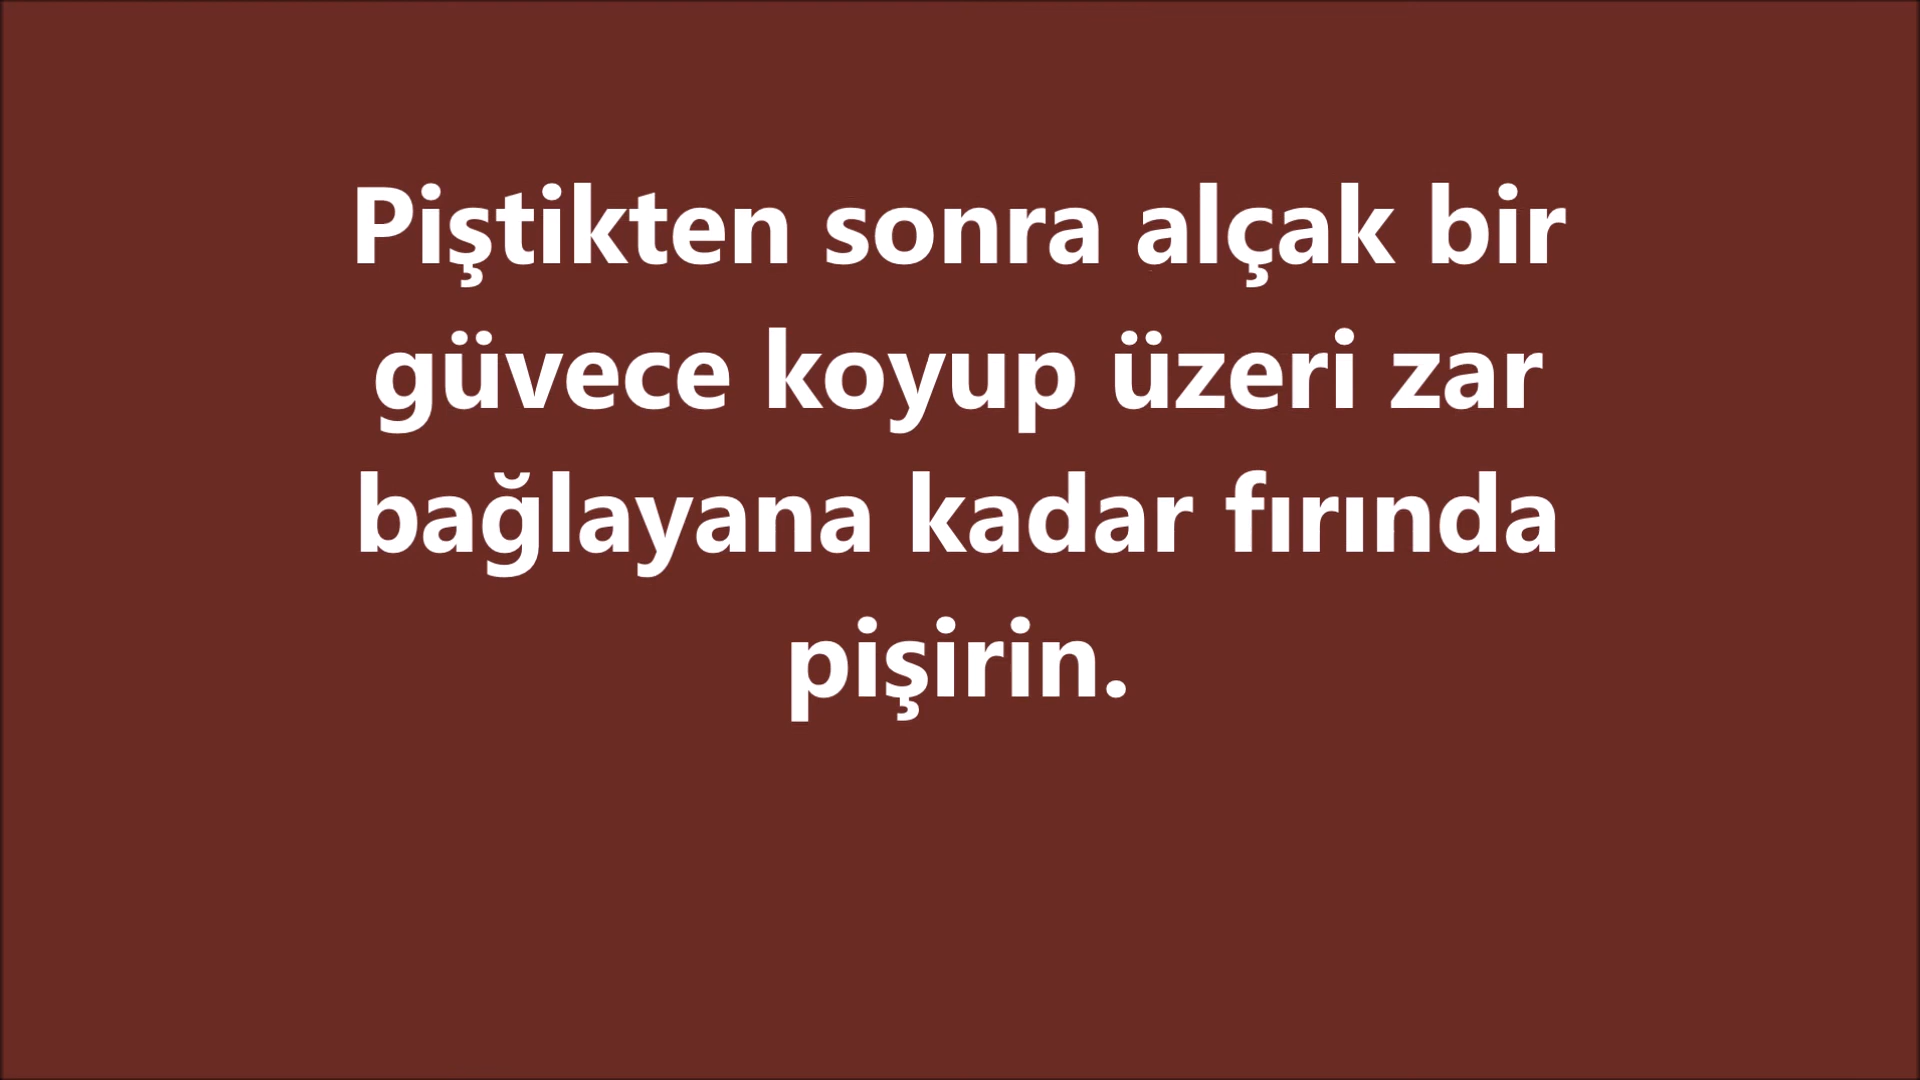 Piştikten sonra alçak bir
güvece koyup üzeri zar
bağlayana kadar fırında
pişirin.